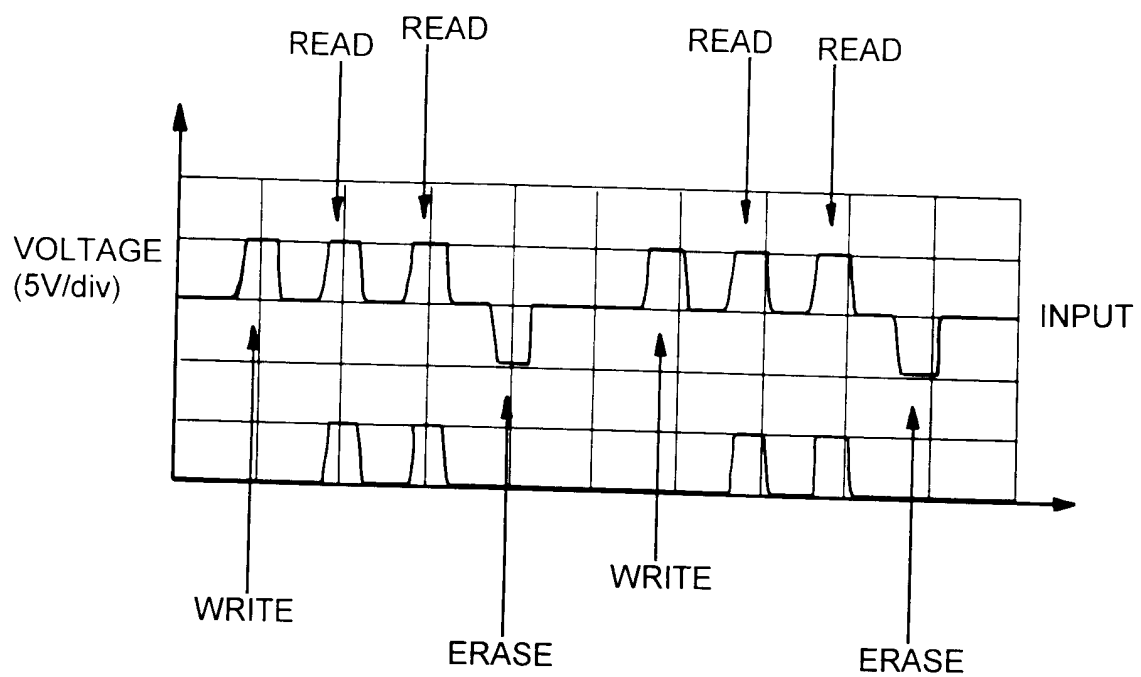 READ
READ
READ
READ
VOLTAGE
(5V/div)
INPUT
WRITE
WRITE
ERASE
ERASE